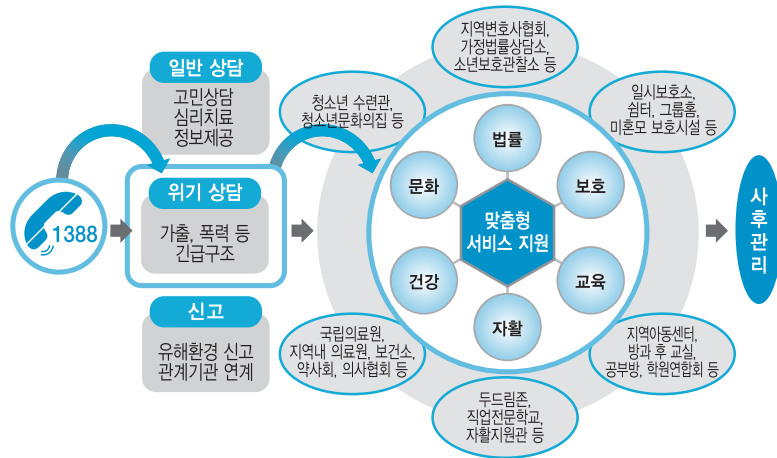 1388
일반 상담
고민상담
심리치료
정보제공
위기 상담
가출, 폭력 등
긴급구조
신고
유해환경 신고
관계기관 연계
지역변호사협회,
가정법률상담소,
소년보호관찰소 등
청소년 수련관,
청소년문화의집 등
일시보호소,
쉼터, 그룹홈,
미혼모 보호시설 등
법률
문화
보호
맞춤형
서비스 지원
건강
교육
자활
국립의료원,
지역내 의료원, 보건소,
약사회, 의사협회 등
지역아동센터,
방과 후 교실,
공부방, 학원연합회 등
두드림존,
직업전문학교,
자활지원관 등
사후관리